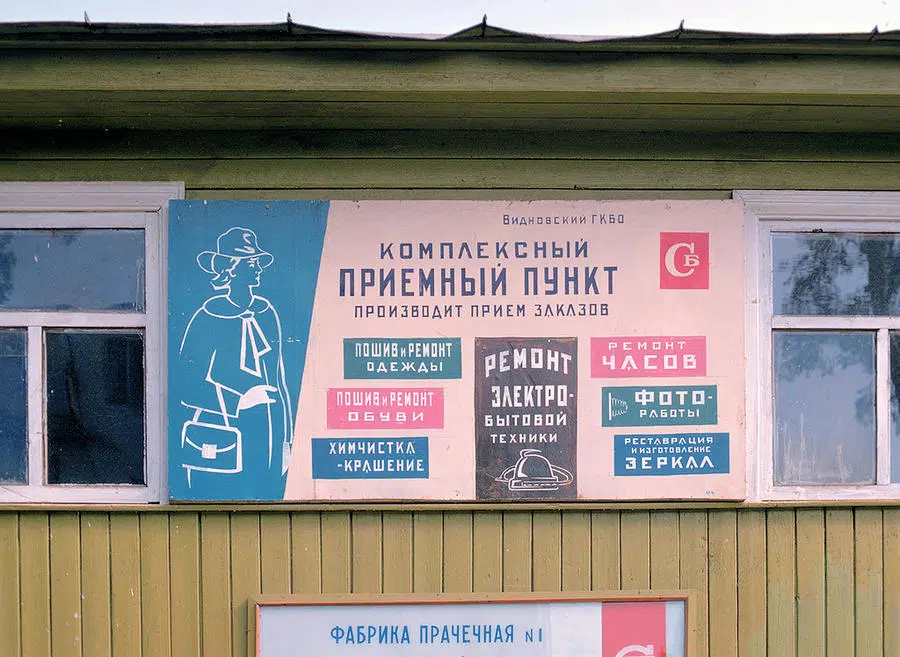 Видновский ГКБО
КОМПЛЕКСНЫЙ
ПРИЕМНЫЙ ПУНКТ
ПРОИЗВОДИТ ПРИЕМ ЗАКАЗОВ
СБ
ПОШИВ и РЕМОНТ
ОДЕЖДЫ
ПОШИВ и РЕМОНТ
ОБУВИ
ХИМЧИСТКА
-КРАШЕНИЕ
РЕМОНТ
ЭЛЕКТРО-
БЫТОВОЙ
ТЕХНИКИ
РЕМОНТ
ЧАСОВ
ФОТО-
РАБОТЫ
РЕСТАВРАЦИЯ
И ИЗГОТОВЛЕНИЕ
ЗЕРКАЛ
ФАБРИКА ПРАЧЕЧНАЯ N1
С